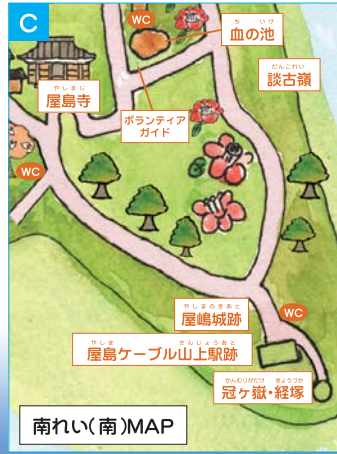 C
WC
ち いけ
血の池
だんこれい
談古嶺
やしまじ
屋島寺
ボランティア
ガイド
WC
やしまのきあと
屋嶋城跡
WC
やしま さんじょうあと
屋島ケーブル山上駅跡
かんむりがだけ きょうづか
冠ヶ嶽・経塚
南れい(南)MAP